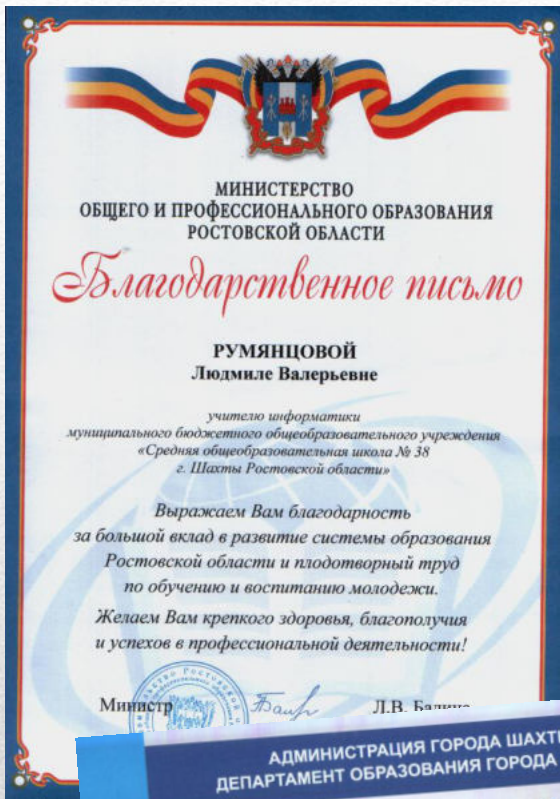 МИНИСТЕРСТВО
ОБЩЕГО И ПРОФЕССИОНАЛЬНОГО ОБРАЗОВАНИЯ
РОСТОВСКОЙ ОБЛАСТИ
Благодарственное письмо
РУМЯНЦОВОЙ
Людмиле Валерьевне
учителю информатики
муниципального бюджетного общеобразовательного учреждения
«Средняя общеобразовательная школа № 38
г. Шахты Ростовской области»
Выражаем Вам благодарность
за большой вклад в развитие системы образования
Ростовской области и плодотворный труд
по обучению и воспитанию молодежи.
Желаем Вам крепкого здоровья, благополучия
и успехов в профессиональной деятельности!
Министр Л.В.
АДМИНИСТРАЦИЯ ГОРОДА
ДЕПАРТАМЕНТ ОБРАЗОВАНИЯ ГОРОДА